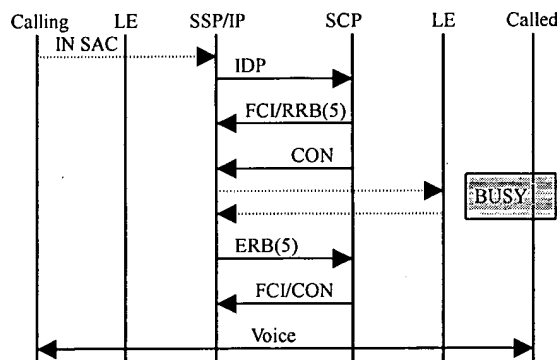 Calling LE SSP/IP SCP LE Called
IN SAC
IDP
FCI/RRB(5)
CON
BUSY
ERB(5)
FCI/CON
Voice